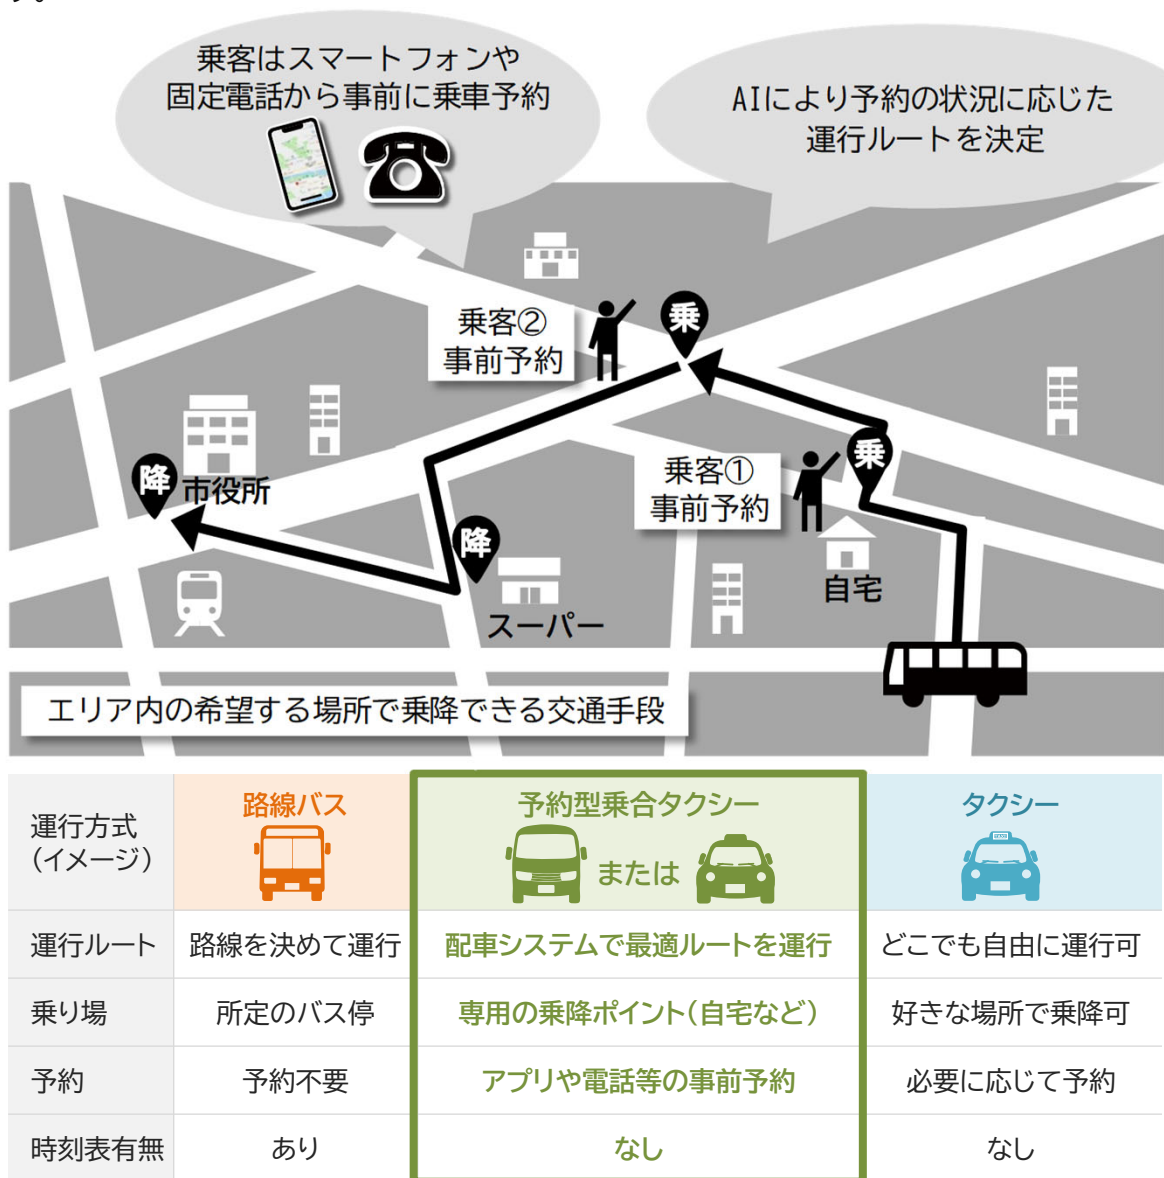 す。
乗客はスマートフォンや
固定電話から事前に乗車予約
AIにより予約の状況に応じた
運行ルートを決定
乗客②
事前予約
乗
乗客①
事前予約
乗
自宅
降
市役所
降
スーパー
エリア内の希望する場所で乗降できる交通手段
運行方式
(イメージ)
路線バス
予約型乗合タクシー
または
タクシー
運行ルート 路線を決めて運行 配車システムで最適ルートを運行 どこでも自由に運行可
乗り場 所定のバス停 専用の乗降ポイント(自宅など) 好きな場所で乗降可
予約 予約不要 アプリや電話等の事前予約 必要に応じて予約
時刻表有無 あり なし なし